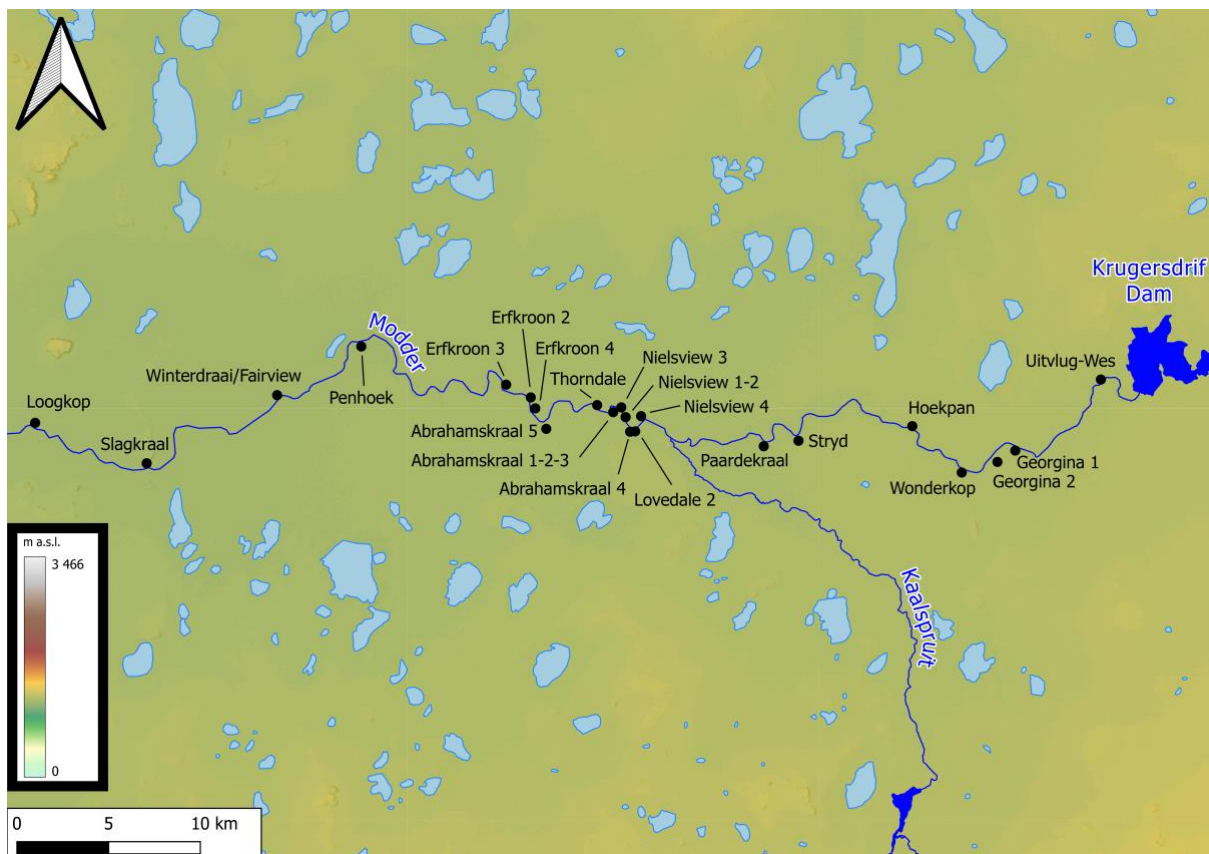 Krugersdrif
Dam
Modder
Erfkroon 2
Erfkroon 4
Erfkroon 3
Nielsview 3
Uitvlug-Wes
Winterdraai/Fairview
Thorndale
Nielsview 1-2
Penhoek
Loogkop
Nielsview 4
Hoekpan
Slagkraal
Abrahamskraal 5
Stryd
Paardekraal
Georgina 1
Abrahamskraal 1-2-3
Georgina 2
Wonderkop
Abrahamskraal 4
Lovedale 2
Kaalspruit
m a.s.l.
3 466
0
0 5 10 km